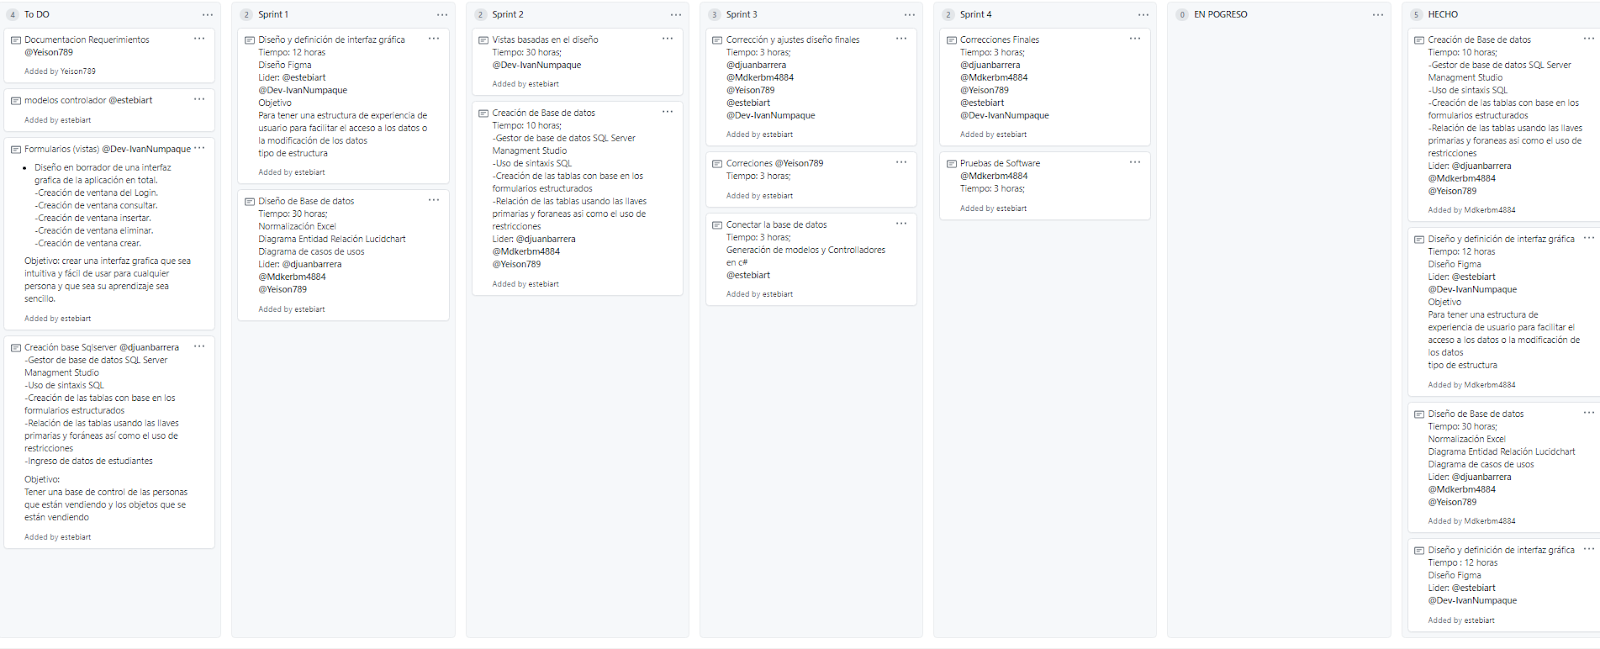 4 To DO
Documentacion Requerimientos
@Yeison789
Added by Yeison789
modelos controlador @estebiart
Added by estebiart
Formularios (vistas) @Dev-IvanNumpaque
Diseño en borrador de una interfaz
grafica de la aplicación en total.
-Creación de ventana del Login.
-Creación de ventana consultar.
-Creación de ventana insertar.
-Creación de ventana eliminar.
-Creación de ventana crear.
Objetivo: crear una interfaz grafica que sea
intuitiva y fácil de usar para cualquier
persona y que sea su aprendizaje sea
sencillo.
Added by estebiart
Creación base Sqlserver @djuanbarrera
-Gestor de base de datos SQL Server
Managment Studio
-Uso de sintaxis SQL
-Creación de las tablas con base en los
formularios estructurados
-Relación de las tablas usando las llaves
primarias y foráneas así como el uso de
restricciones
-Ingreso de datos de estudiantes
Objetivo:
Tener una base de control de las personas
que están vendiendo y los objetos que se
están vendiendo
Added by estebiart
2 Sprint 1
Diseño y definición de interfaz gráfica
Tiempo: 12 horas
Diseño Figma
Lider: @estebiart
@Dev-IvanNumpaque
Objetivo
Para tener una estructura de experiencia de
usuario para facilitar el acceso a los datos o
la modificación de los datos
tipo de estructura
Added by estebiart
Diseño de Base de datos
Tiempo: 30 horas;
Normalización Excel
Diagrama Entidad Relación Lucidchart
Diagrama de casos de usos
Lider: @djuanbarrera
@Mdkerbm4884
@Yeison789
Added by estebiart
2 Sprint 2
Vistas basadas en el diseño
Tiempo: 30 horas;
@Dev-IvanNumpaque
Added by estebiart
Creación de Base de datos
Tiempo: 10 horas;
-Gestor de base de datos SQL Server
Managment Studio
-Uso de sintaxis SQL
-Creación de las tablas con base en los
formularios estructurados
-Relación de las tablas usando las llaves
primarias y foraneas asi como el uso de
restricciones
Lider: @djuanbarrera
@Mdkerbm4884
@Yeison789
Added by estebiart
3 Sprint 3
Corrección y ajustes diseño finales
Tiempo: 3 horas;
@djuanbarrera
@Mdkerbm4884
@Yeison789
@estebiart
@Dev-IvanNumpaque
Added by estebiart
Correciones @Yeison789
Tiempo: 3 horas;
Added by estebiart
Conectar la base de datos
Tiempo: 3 horas;
Generación de modelos y Controladores
en c#
@estebiart
Added by estebiart
2 Sprint 4
Correcciones Finales
Tiempo: 3 horas;
@djuanbarrera
@Mdkerbm4884
@Yeison789
@estebiart
@Dev-IvanNumpaque
Added by estebiart
Pruebas de Software
@Mdkerbm4884
Tiempo: 3 horas;
Added by estebiart
0 EN POGRESO
5 HECHO
Creación de Base de datos
Tiempo: 10 horas;
-Gestor de base de datos SQL Server
Managment Studio
-Uso de sintaxis SQL
-Creación de las tablas con base en los
formularios estructurados
-Relación de las tablas usando las llaves
primarias y foraneas asi como el uso de
restricciones
Lider: @djuanbarrera
@Mdkerbm4884
@Yeison789
Added by Mdkerbm4884
Diseño y definición de interfaz gráfica
Tiempo: 12 horas
Diseño Figma
Lider: @estebiart
@Dev-IvanNumpaque
Objetivo
Para tener una estructura de
experiencia de usuario para facilitar el
acceso a los datos o la modificación de
los datos
tipo de estructura
Added by Mdkerbm4884
Diseño de Base de datos
Tiempo: 30 horas;
Normalización Excel
Diagrama Entidad Relación Lucidchart
Diagrama de casos de usos
Lider: @djuanbarrera
@Mdkerbm4884
@Yeison789
Added by Mdkerbm4884
Diseño y definición de interfaz gráfica
Tiempo : 12 horas
Diseño Figma
Lider: @estebiart
@Dev-IvanNumpaque
Added by estebiart